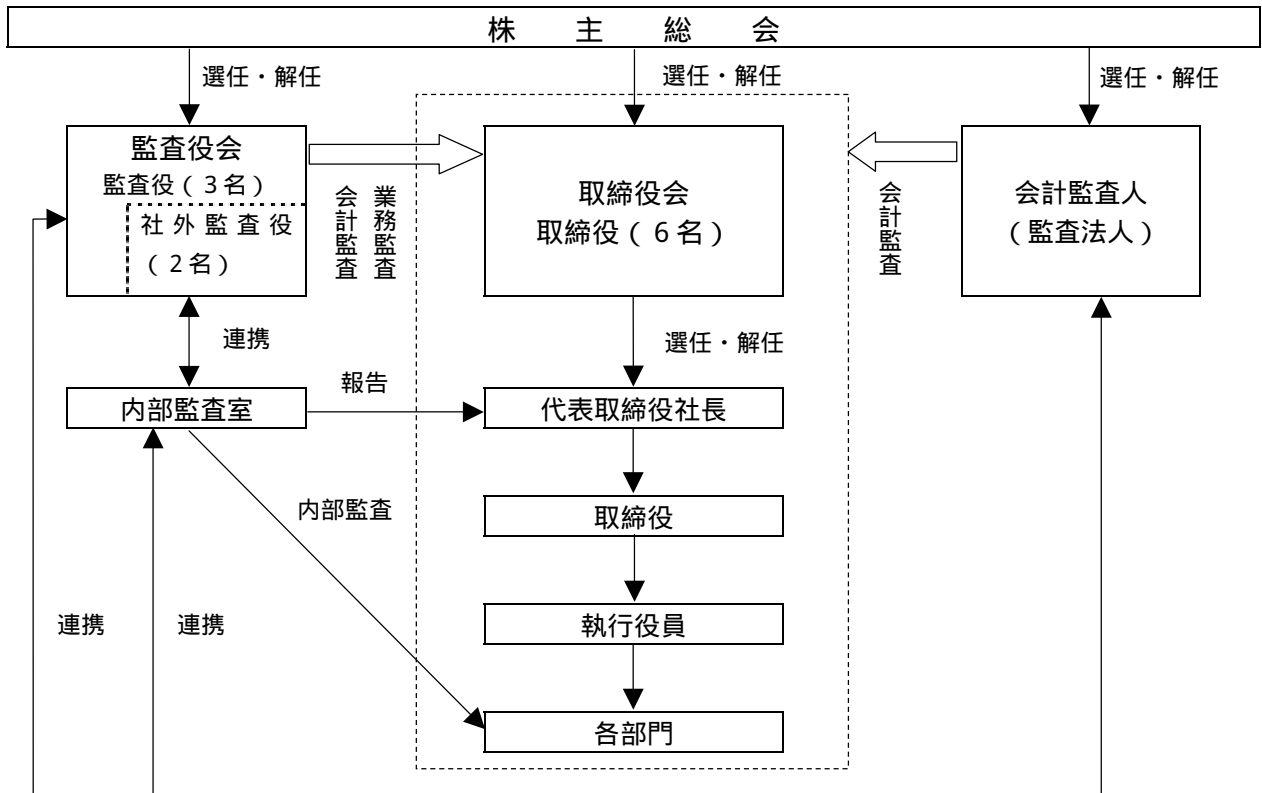 株　主　総　会
選任・解任
選任・解任
選任・解任
監査役会
監査役（３名）
社外監査役
（２名）
業務監査
会計監査
取締役会
取締役（６名）
会計監査
会計監査人
（監査法人）
連携
選任・解任
内部監査室
報告
代表取締役社長
内部監査
取締役
連携
連携
執行役員
各部門